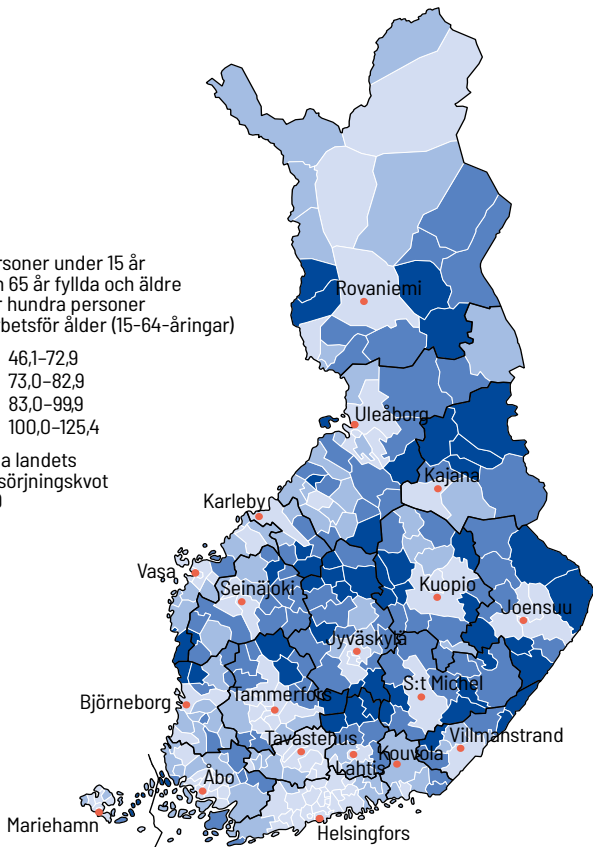 rsoner under 15 år
65 år fyllda och äldre
hundra personer
betsför ålder (15-64-åringar)
46,1–72,9
73,0–82,9
83,0–99,9
100,0–125,4
landets
sörjningskvot
Rovaniemi
Uleåborg
Kajana
Karleby
Vasa
Seinäjoki
Kuopio
Joensuu
Jyväskylä
S:t Michel
Björneborg
Tammerfors
Villmanstrand
Tavastehus
Kouvola
Lahtis
Åbo
Mariehamn
Helsingfors